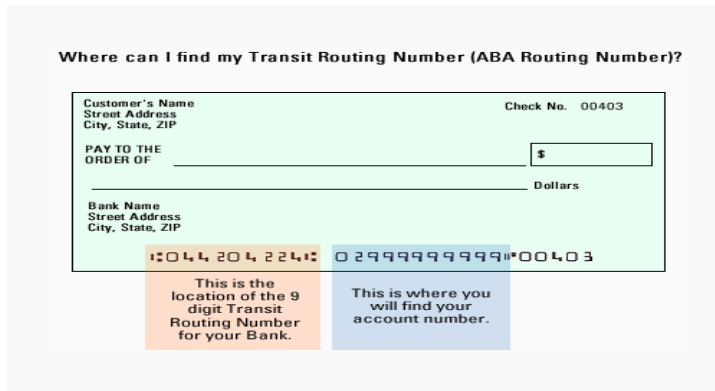 Where can I find my Transit Routing Number (ABA Routing Number)?
Customer's Name
Street Address
City, State, ZIP
Check No. 00403
PAY TO THE
ORDER OF
$
Dollars
Bank Name
Street Address
City, State, ZIP
⑆044204224⑆ 0299999999⑈00403
This is the
location of the 9
digit Transit
Routing Number
for your Bank.
This is where you
will find your
account number.